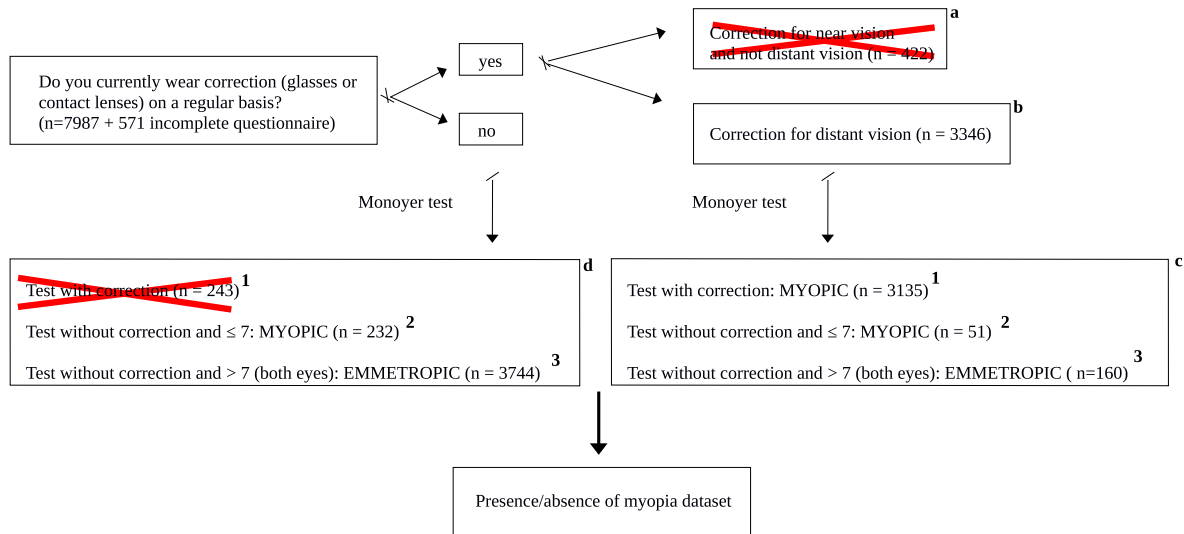 Do you currently wear correction (glasses or
contact lenses) on a regular basis?
(n=7987 + 571 incomplete questionnaire)
yes
no
a
Correction for near vision
and not distant vision (n = 422)
b
Correction for distant vision (n = 3346)
Monoyer test
Monoyer test
d
Test with correction (n = 243) 1
Test without correction and ≤ 7: MYOPIC (n = 232) 2
Test without correction and > 7 (both eyes): EMMETROPIC (n = 3744) 3
c
Test with correction: MYOPIC (n = 3135) 1
Test without correction and ≤ 7: MYOPIC (n = 51) 2
Test without correction and > 7 (both eyes): EMMETROPIC ( n=160) 3
Presence/absence of myopia dataset